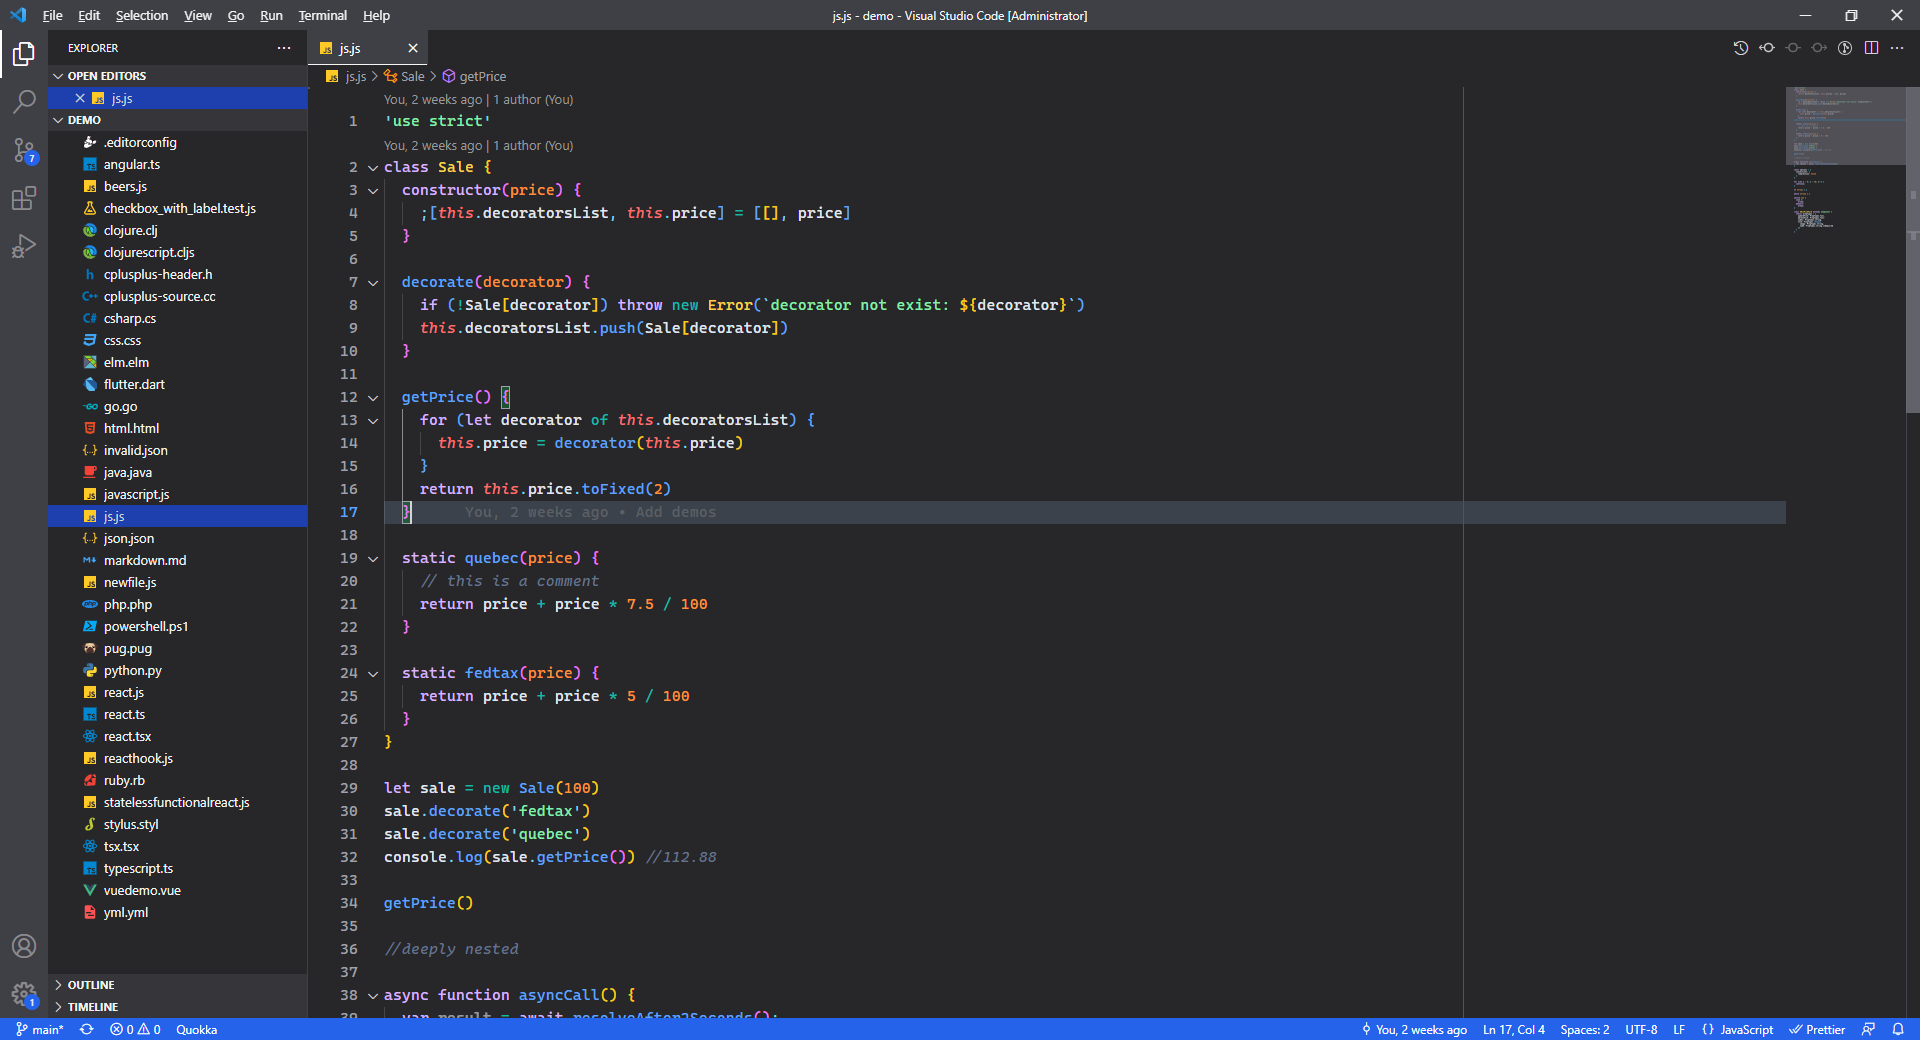 File Edit Selection View Go Run Terminal Help
js.js - demo - Visual Studio Code [Administrator]
EXPLORER
OPEN EDITORS
js.js
DEMO
.editorconfig
angular.ts
beers.js
checkbox_with_label.test.js
clojure.clj
clojurescript.cljs
cplusplus-header.h
cplusplus-source.cc
csharp.cs
css.css
elm.elm
flutter.dart
go.go
html.html
invalid.json
java.java
javascript.js
js.js
json.json
markdown.md
newfile.js
php.php
powershell.ps1
pug.pug
python.py
react.js
react.ts
react.tsx
reacthook.js
ruby.rb
statelessfunctionalreact.js
stylus.styl
tsx.tsx
typescript.ts
vuedemo.vue
yml.yml
OUTLINE
TIMELINE
7
1
js.js
js.js > Sale > getPrice
You, 2 weeks ago | 1 author (You)
1 'use strict'
You, 2 weeks ago | 1 author (You)
2 class Sale {
3 constructor(price) {
4 ;[this.decoratorsList, this.price] = [[], price]
5 }
6
7 decorate(decorator) {
8 if (!Sale[decorator]) throw new Error(`decorator not exist: ${decorator}`)
9 this.decoratorsList.push(Sale[decorator])
10 }
11
12 getPrice() {
13 for (let decorator of this.decoratorsList) {
14 this.price = decorator(this.price)
15 }
16 return this.price.toFixed(2)
17 } You, 2 weeks ago • Add demos
18
19 static quebec(price) {
20 // this is a comment
21 return price + price * 7.5 / 100
22 }
23
24 static fedtax(price) {
25 return price + price * 5 / 100
26 }
27 }
28
29 let sale = new Sale(100)
30 sale.decorate('fedtax')
31 sale.decorate('quebec')
32 console.log(sale.getPrice()) //112.88
33
34 getPrice()
35
36 //deeply nested
37
38 async function asyncCall() {
39 var result = await resolveAfter2Seconds();
main* 0 0 Quokka
You, 2 weeks ago Ln 17, Col 4 Spaces: 2 UTF-8 LF {} JavaScript Prettier